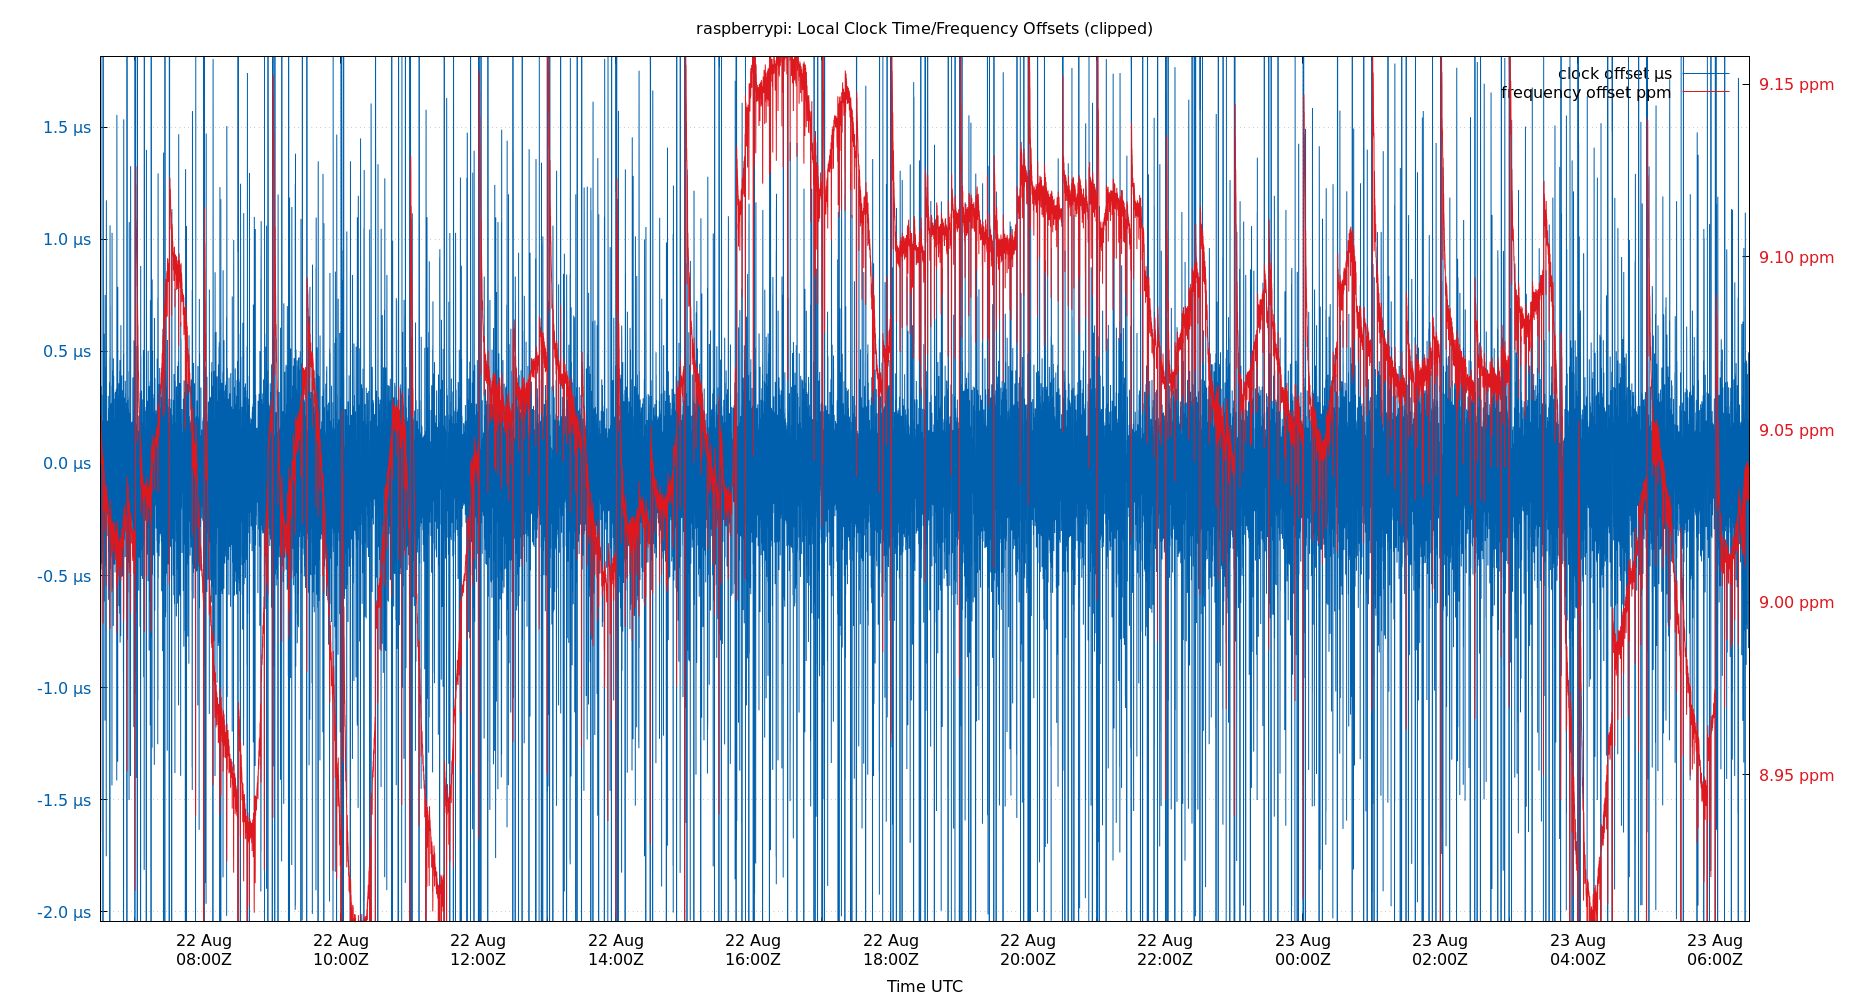 raspberrypi: Local Clock Time/Frequency Offsets (clipped)
clock offset µs
frequency offset ppm
1.5 µs
1.0 µs
0.5 µs
0.0 µs
-0.5 µs
-1.0 µs
-1.5 µs
-2.0 µs
9.15 ppm
9.10 ppm
9.05 ppm
9.00 ppm
8.95 ppm
22 Aug 22 Aug 22 Aug 22 Aug 22 Aug 22 Aug 22 Aug 22 Aug 23 Aug 23 Aug 23 Aug 23 Aug
08:00Z 10:00Z 12:00Z 14:00Z 16:00Z 18:00Z 20:00Z 22:00Z 00:00Z 02:00Z 04:00Z 06:00Z
Time UTC